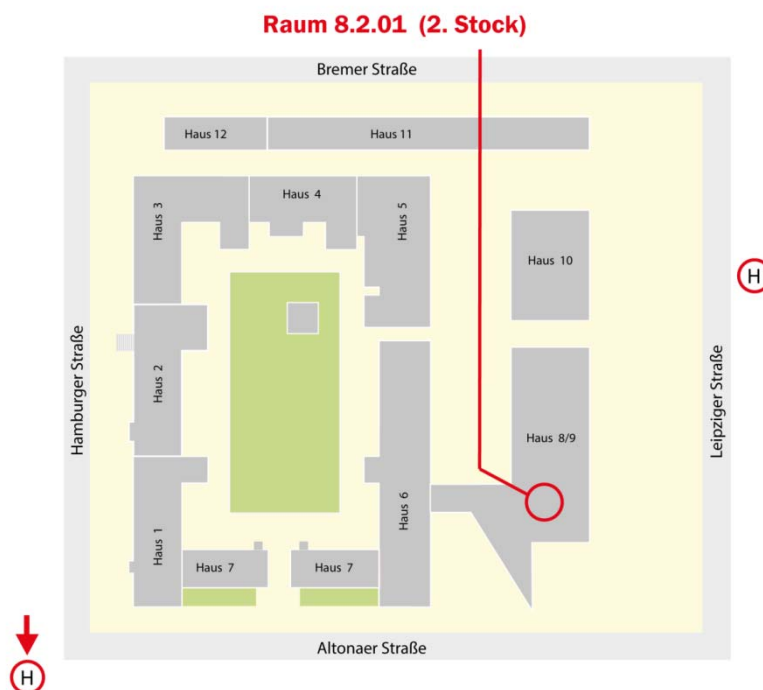 Raum 8.2.01 (2. Stock)
Bremer Straße
Haus 12
Haus 11
Haus 3
Haus 4
Haus 5
Haus 10
H
Hamburger Straße
Haus 2
Leipziger Straße
Haus 8/9
Haus 6
Haus 1
Haus 7
Haus 7
Altonaer Straße
H